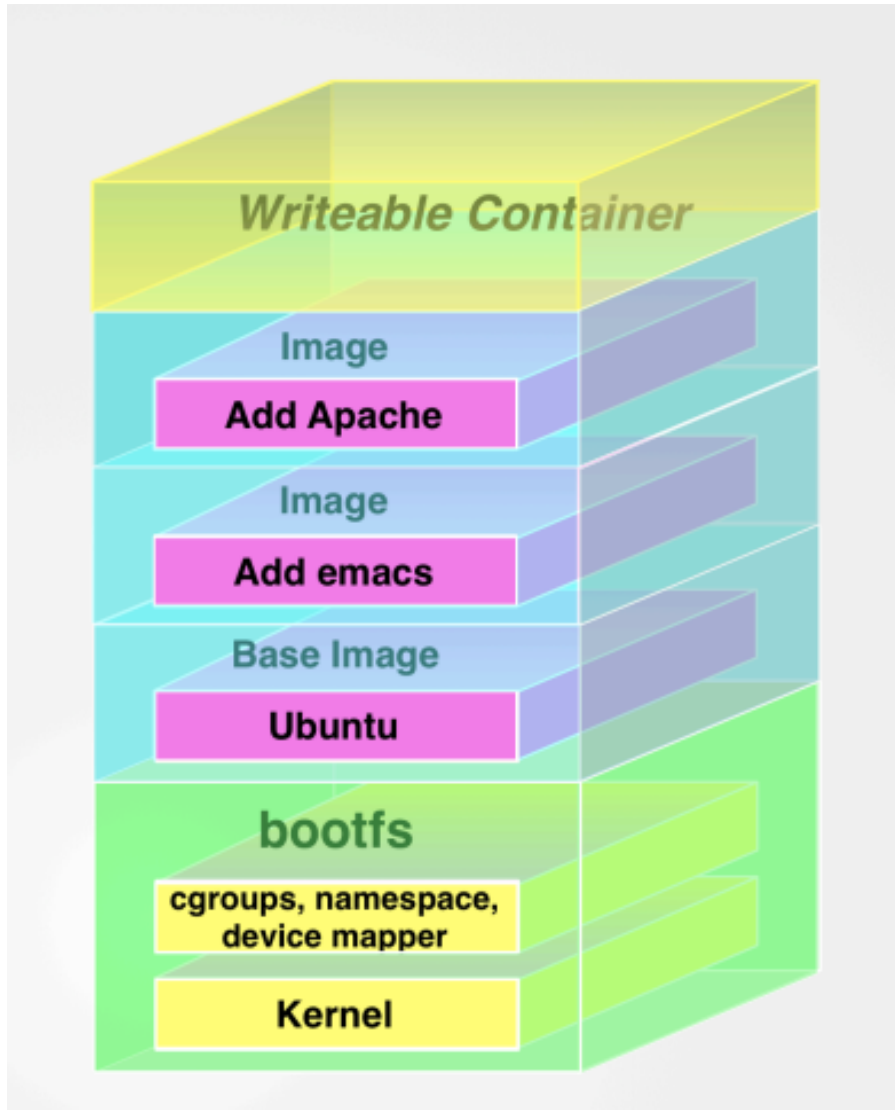 Writeable Container
Image
Add Apache
Image
Add emacs
Base Image
Ubuntu
bootfs
cgroups, namespace,
device mapper
Kernel